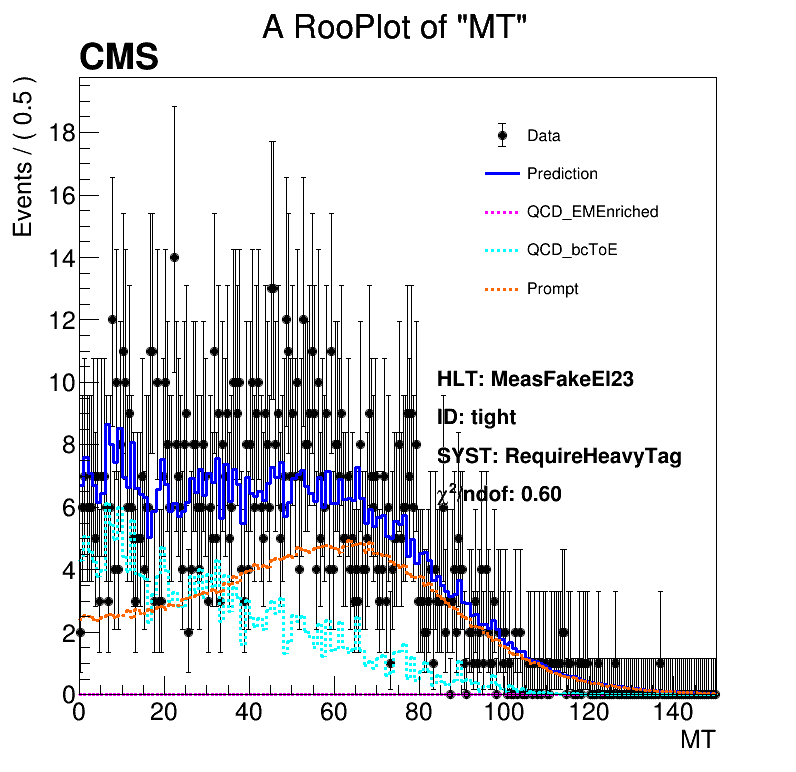 A RooPlot of "MT"
CMS
Events / ( 0.5 )
18
16
14
12
10
8
6
4
2
0
Data
Prediction
QCD_EMEnriched
QCD_bcToE
Prompt
HLT: MeasFakeEl23
ID: tight
SYST: RequireHeavyTag
χ²/ndof: 0.60
0 20 40 60 80 100 120 140
MT